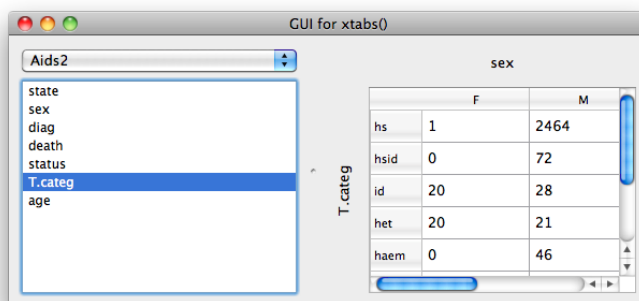 GUI for xtabs()
Aids2
state
sex
diag
death
status
T.categ
age
sex
T.categ
F M
hs 1 2464
hsid 0 72
id 20 28
het 20 21
haem 0 46